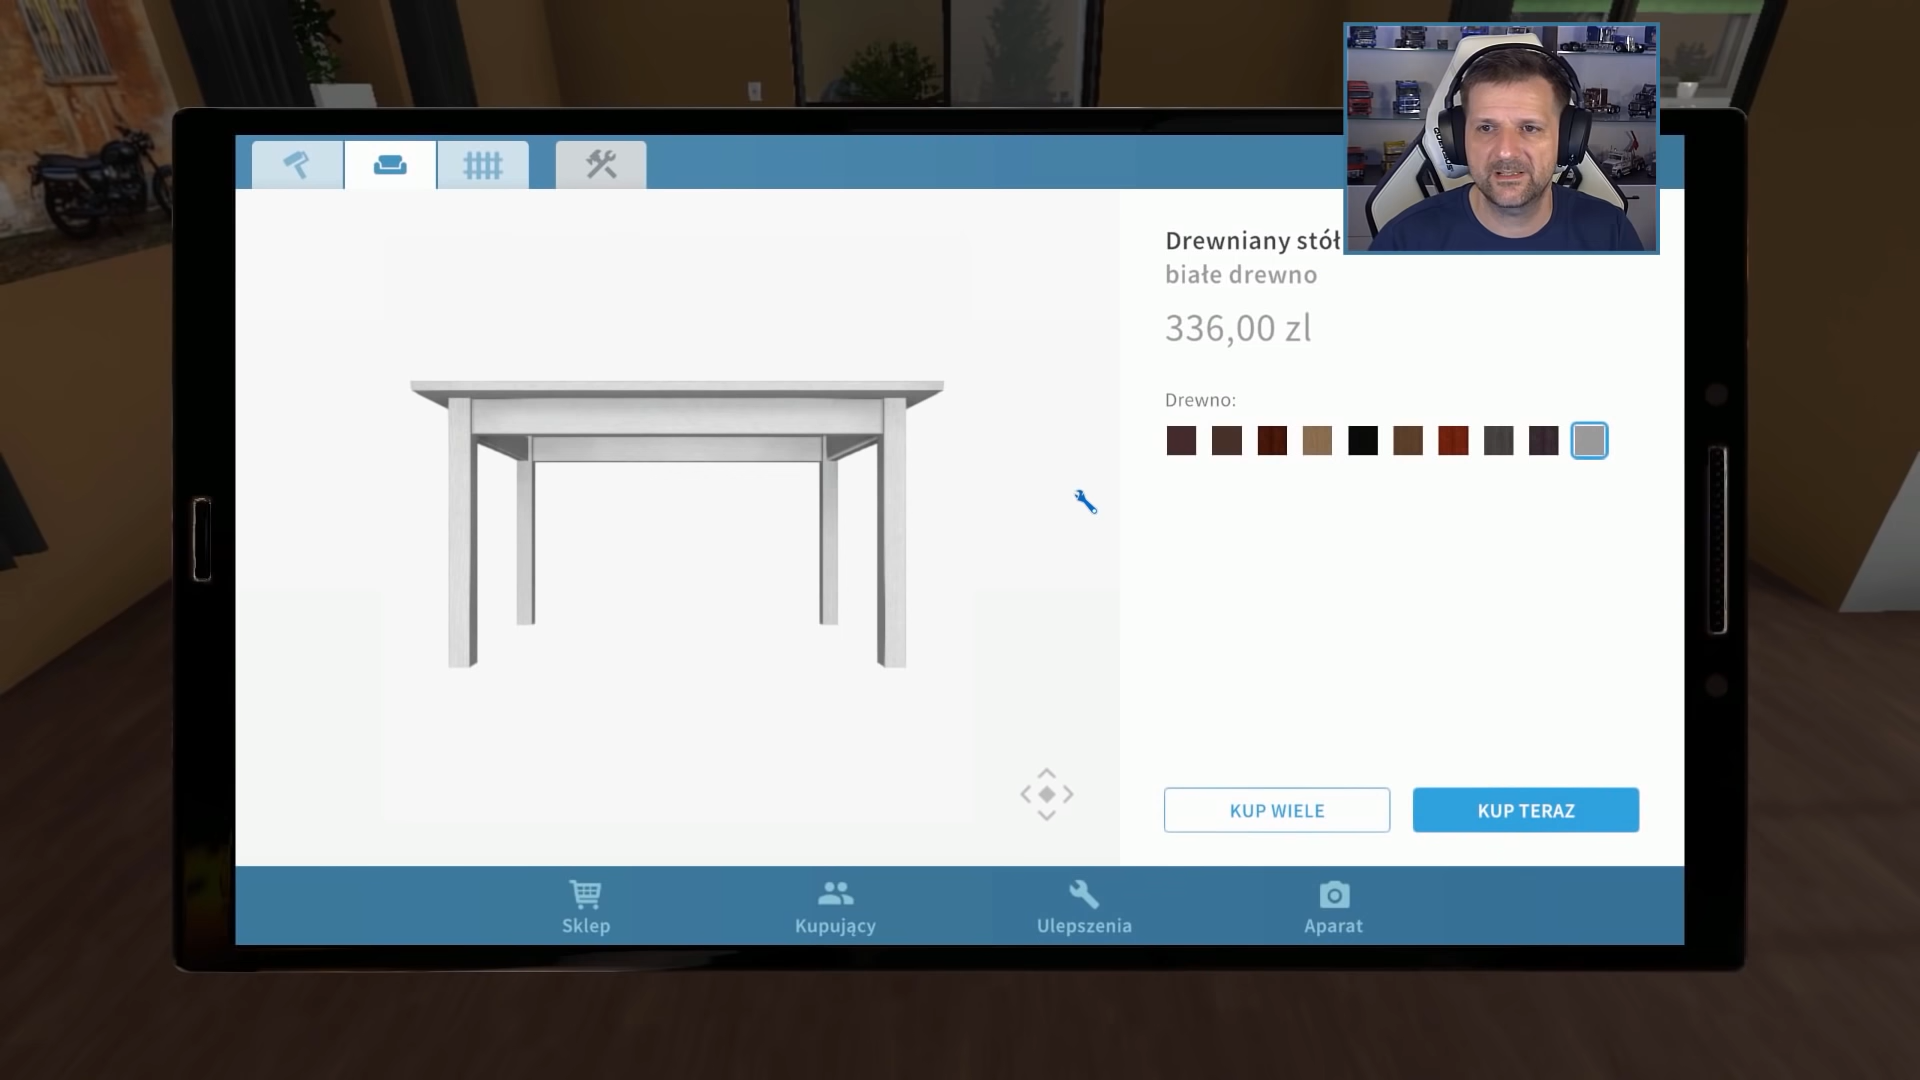 Drewniany stół
białe drewno
336,00 zl
Drewno:
KUP WIELE
KUP TERAZ
Sklep
Kupujący
Ulepszenia
Aparat